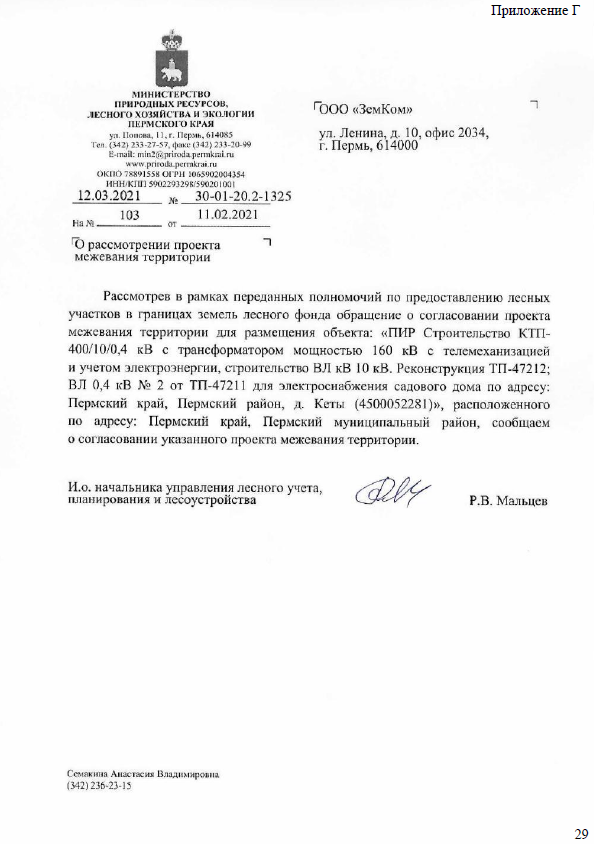 Приложение Г
МИНИСТЕРСТВО
ПРИРОДНЫХ РЕСУРСОВ,
ЛЕСНОГО ХОЗЯЙСТВА И ЭКОЛОГИИ
ПЕРМСКОГО КРАЯ
ул. Попова, 11, г. Пермь, 614085
Тел. (342) 233-27-57, факс (342) 233-20-99
E-mail: min2@priroda.permkrai.ru
www.priroda.permkrai.ru
ОКПО 78891558 ОГРН 1065902004354
ИНН/КПП 5902293298/590201001
12.03.2021 № 30-01-20.2-1325
На № 103 от 11.02.2021
О рассмотрении проекта
межевания территории
ООО «ЗемКом»
ул. Ленина, д. 10, офис 2034,
г. Пермь, 614000
Рассмотрев в рамках переданных полномочий по предоставлению лесных
участков в границах земель лесного фонда обращение о согласовании проекта
межевания территории для размещения объекта: «ПИР Строительство КТП-
400/10/0,4 кВ с трансформатором мощностью 160 кВ с телемеханизацией
и учетом электроэнергии, строительство ВЛ кВ 10 кВ. Реконструкция ТП-47212;
ВЛ 0,4 кВ № 2 от ТП-47211 для электроснабжения садового дома по адресу:
Пермский край, Пермский район, д. Кеты (4500052281)», расположенного
по адресу: Пермский край, Пермский муниципальный район, сообщаем
о согласовании указанного проекта межевания территории.
И.о. начальника управления лесного учета,
планирования и лесоустройства Р.В. Мальцев
Семакина Анастасия Владимировна
(342) 236-23-15
29